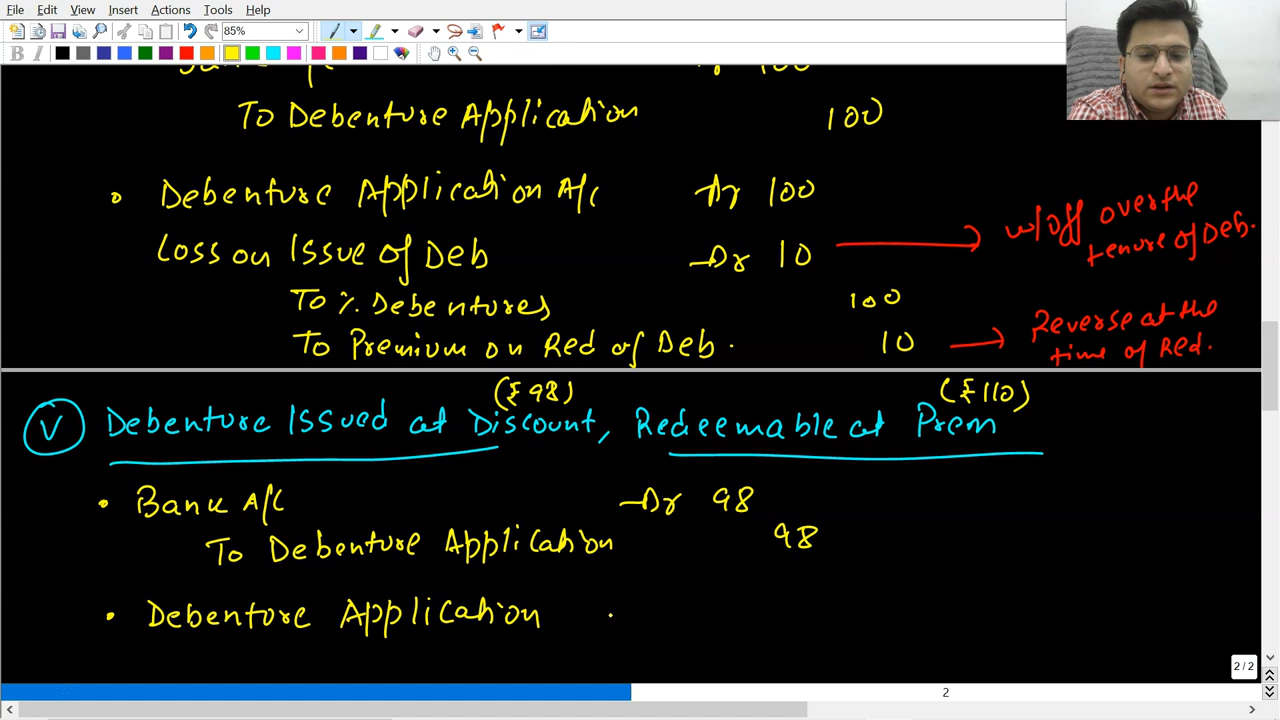 File Edit View Insert Actions Tools Help
85%
To Debenture Application 100
• Debenture Application A/c Dr 100
Loss on Issue of Deb Dr 10 → w/off over the tenure of Deb.
To % Debentures 100
To Premium on Red of Deb. 10 → Reverse at the time of Red.
(₹98) (₹110)
V Debenture Issued at Discount, Redeemable at Prem
• Bank A/c Dr 98
To Debenture Application 98
• Debenture Application
2 / 2
2